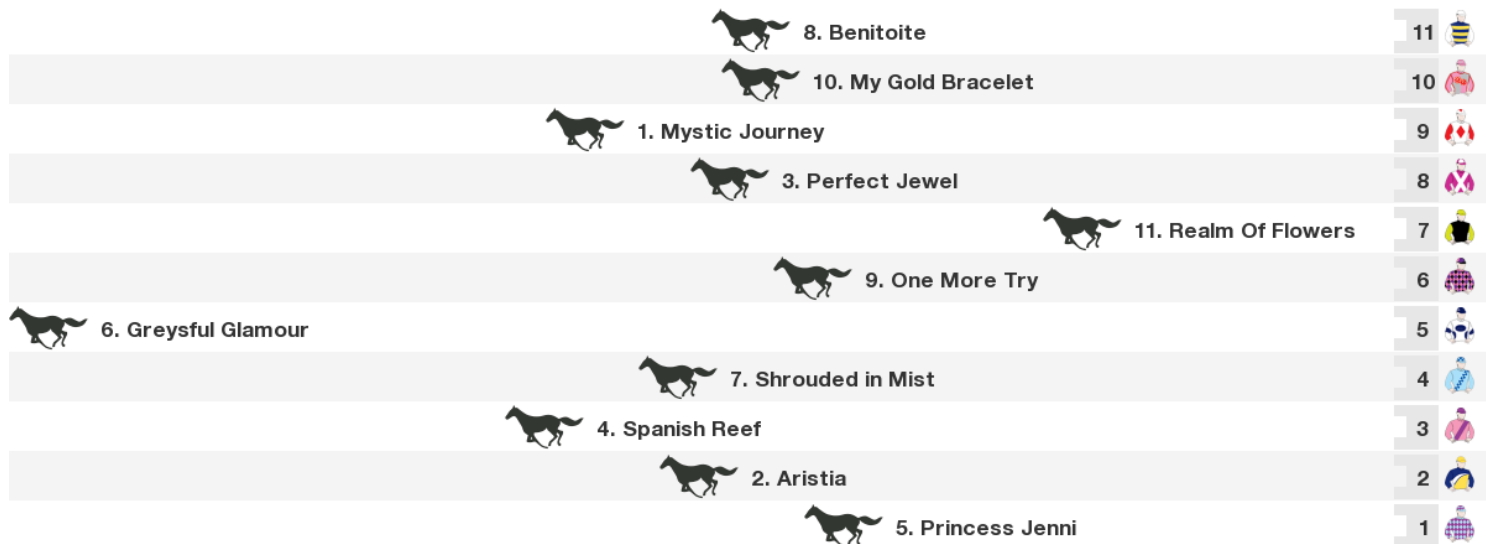 8. Benitoite 11
10. My Gold Bracelet 10
1. Mystic Journey 9
3. Perfect Jewel 8
11. Realm Of Flowers 7
9. One More Try 6
6. Greysful Glamour 5
7. Shrouded in Mist 4
4. Spanish Reef 3
2. Aristia 2
5. Princess Jenni 1